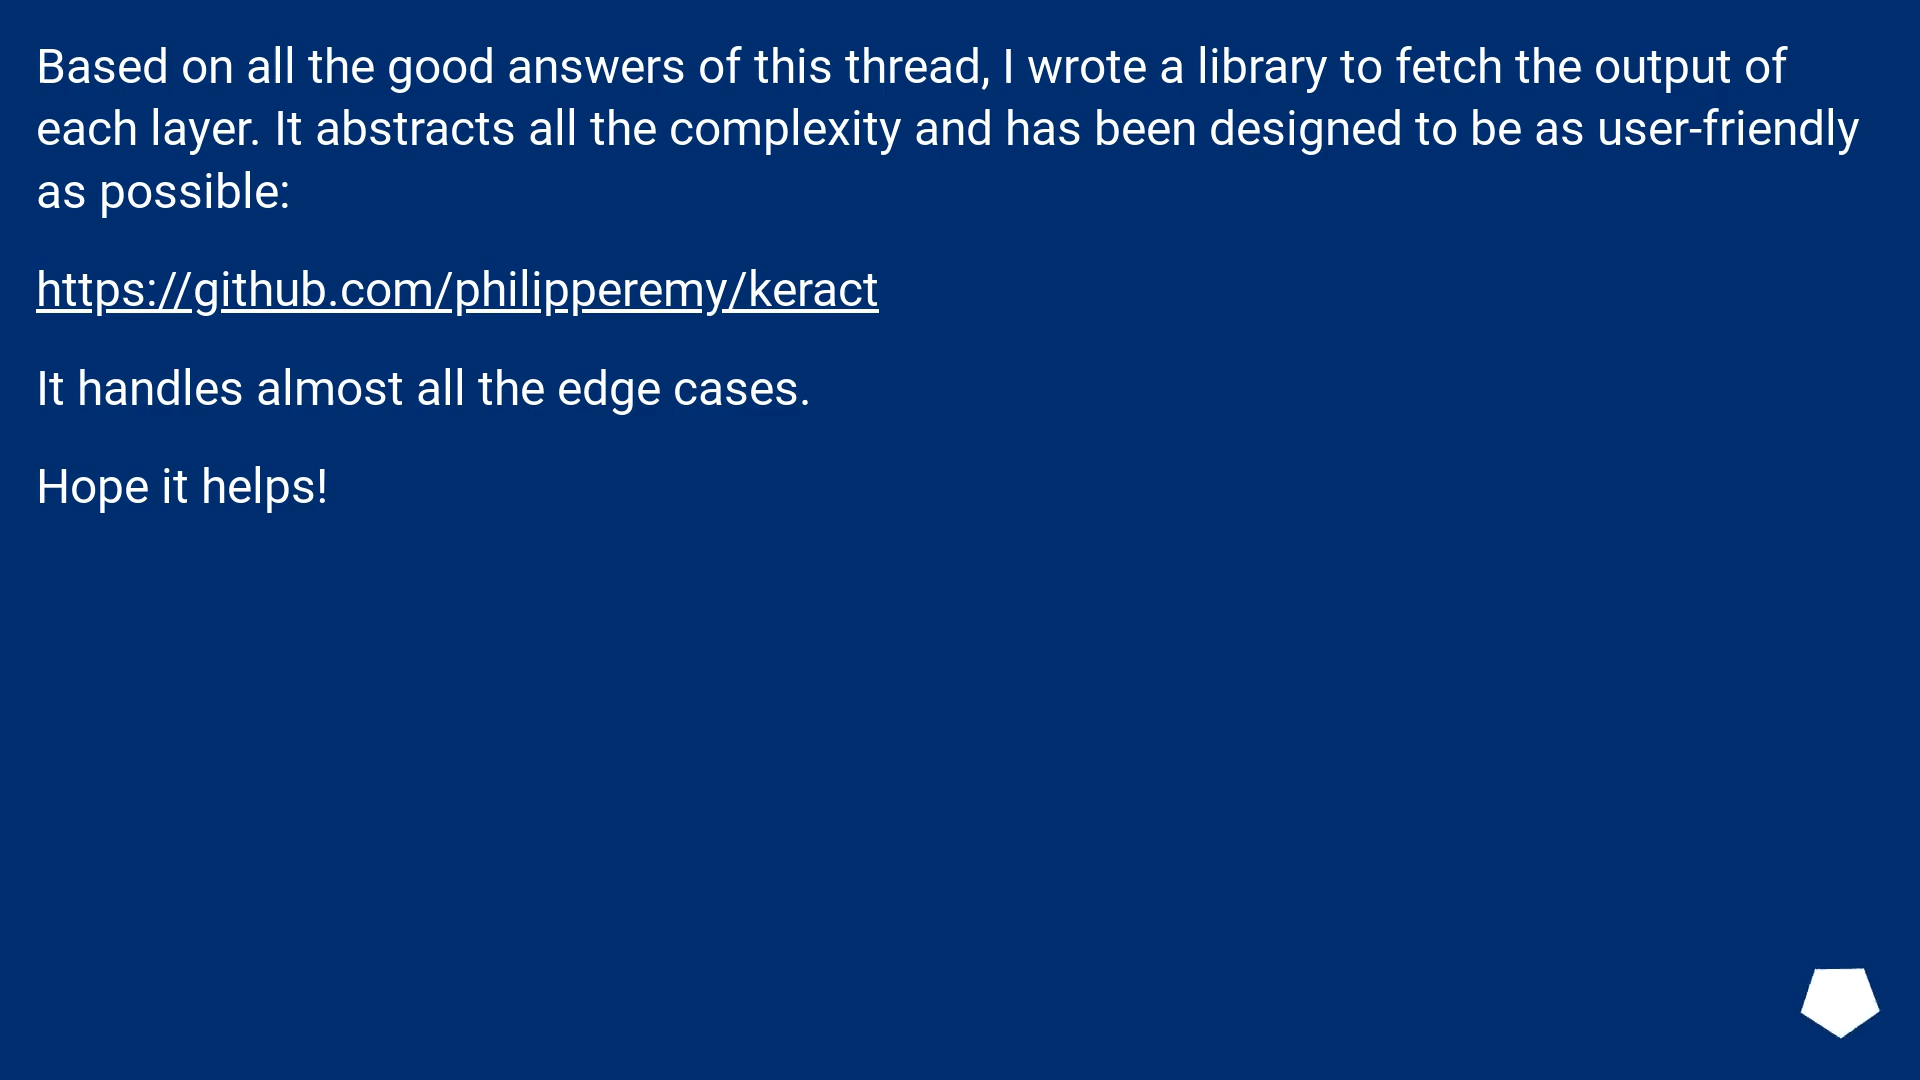 Based on all the good answers of this thread, I wrote a library to fetch the output of
each layer. It abstracts all the complexity and has been designed to be as user-friendly
as possible:
https://github.com/philipperemy/keract
It handles almost all the edge cases.
Hope it helps!